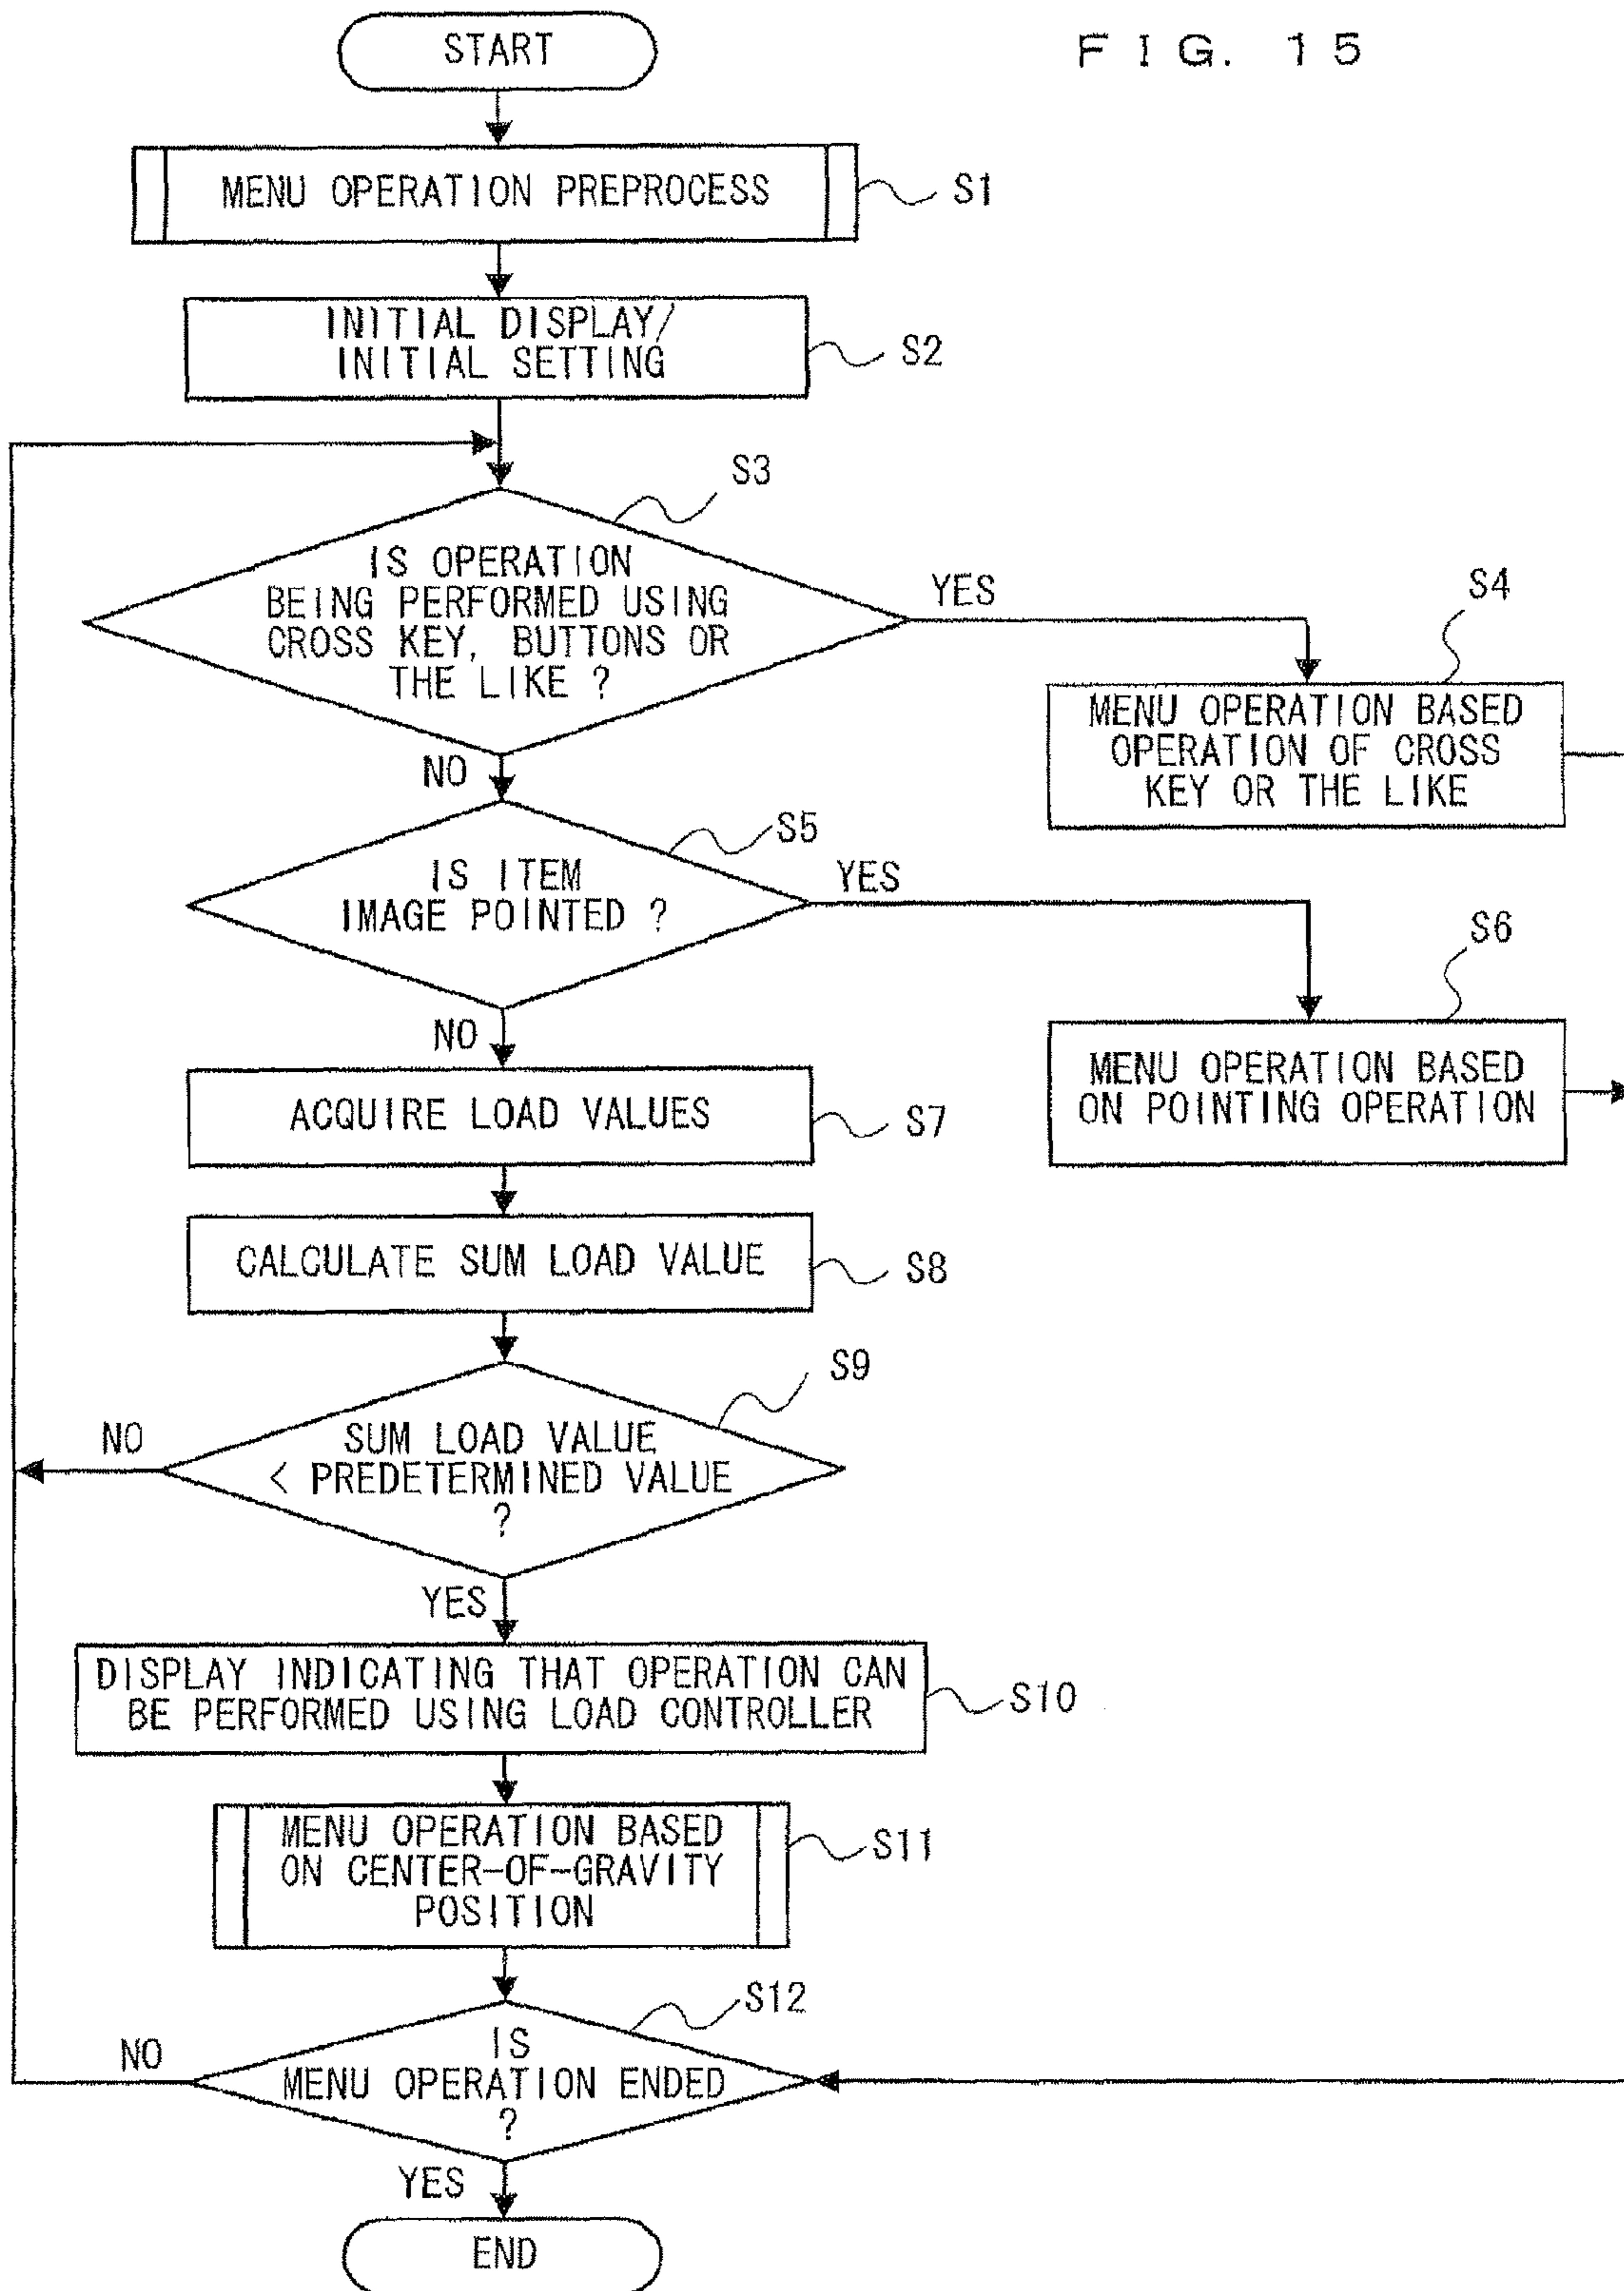 FIG. 15
START
MENU OPERATION PREPROCESS
S1
INITIAL DISPLAY/
INITIAL SETTING
S2
S3
IS OPERATION
BEING PERFORMED USING
CROSS KEY, BUTTONS OR
THE LIKE ?
YES
NO
S4
MENU OPERATION BASED
OPERATION OF CROSS
KEY OR THE LIKE
S5
IS ITEM
IMAGE POINTED ?
YES
NO
S6
MENU OPERATION BASED
ON POINTING OPERATION
ACQUIRE LOAD VALUES
S7
CALCULATE SUM LOAD VALUE
S8
S9
SUM LOAD VALUE
< PREDETERMINED VALUE
?
NO
YES
DISPLAY INDICATING THAT OPERATION CAN
BE PERFORMED USING LOAD CONTROLLER
S10
MENU OPERATION BASED
ON CENTER-OF-GRAVITY
POSITION
S11
S12
IS
MENU OPERATION ENDED
?
NO
YES
END